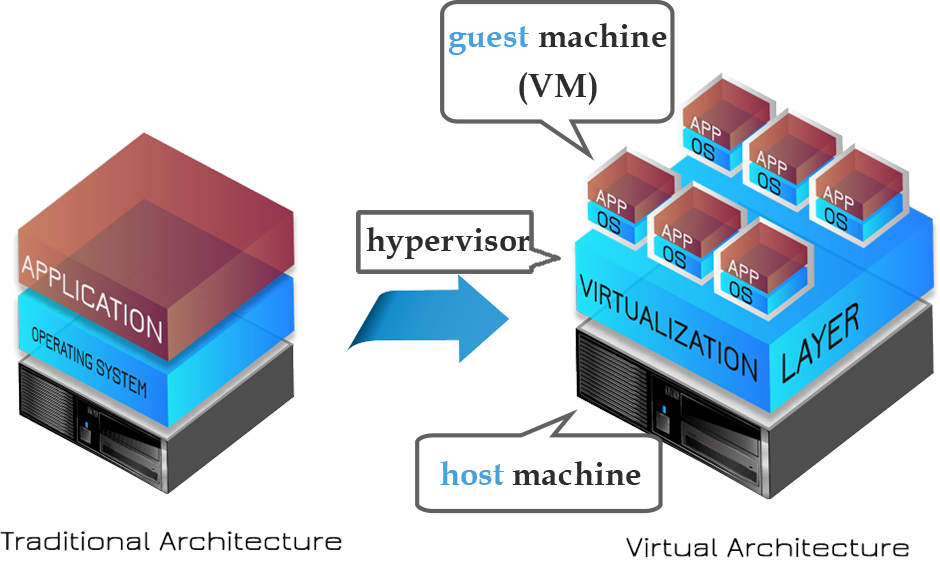 guest machine
(VM)
APP
OS
APP
OS
APP
OS
APP
OS
APP
OS
APP
OS
hypervisor
APPLICATION
OPERATING SYSTEM
VIRTUALIZATION
LAYER
host machine
Traditional Architecture
Virtual Architecture